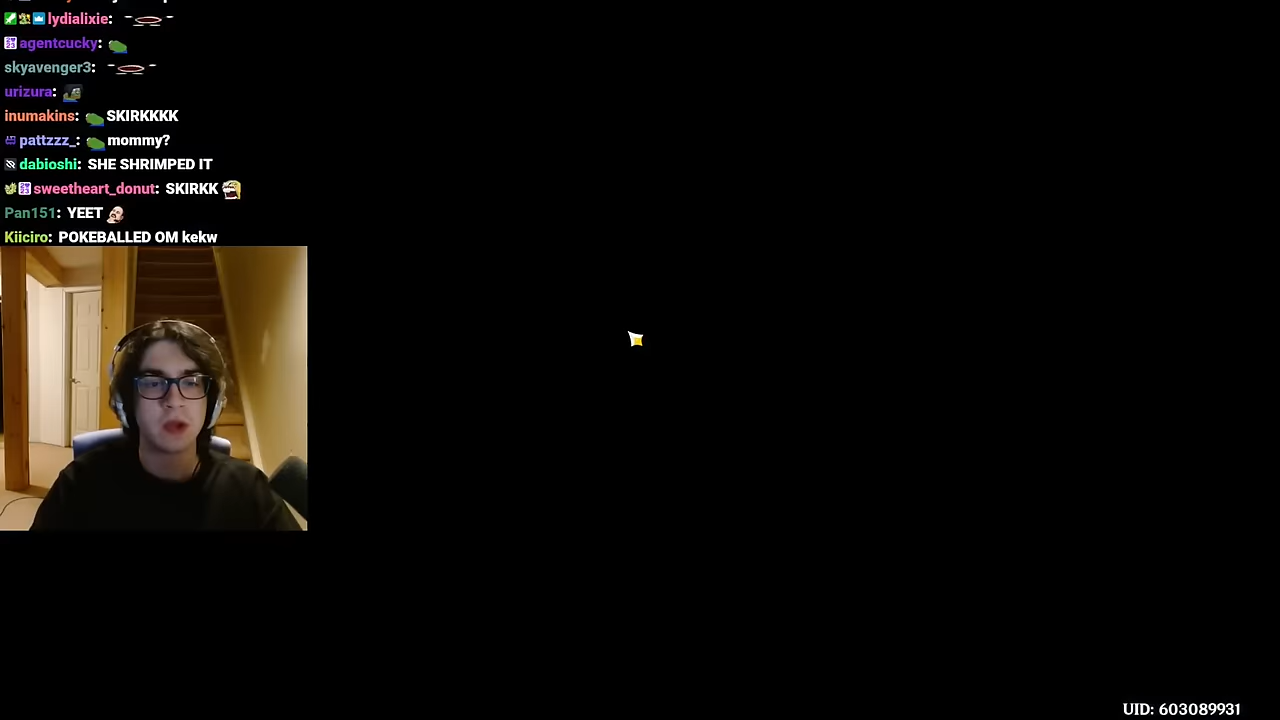 lydialixie:
agentcucky:
skyavenger3:
urizura:
inumakins: SKIRKKKK
pattzzz_: mommy?
dabioshi: SHE SHRIMPED IT
sweetheart_donut: SKIRKK
Pan151: YEET
Kiiciro: POKEBALLED OM kekw
UID: 603089931